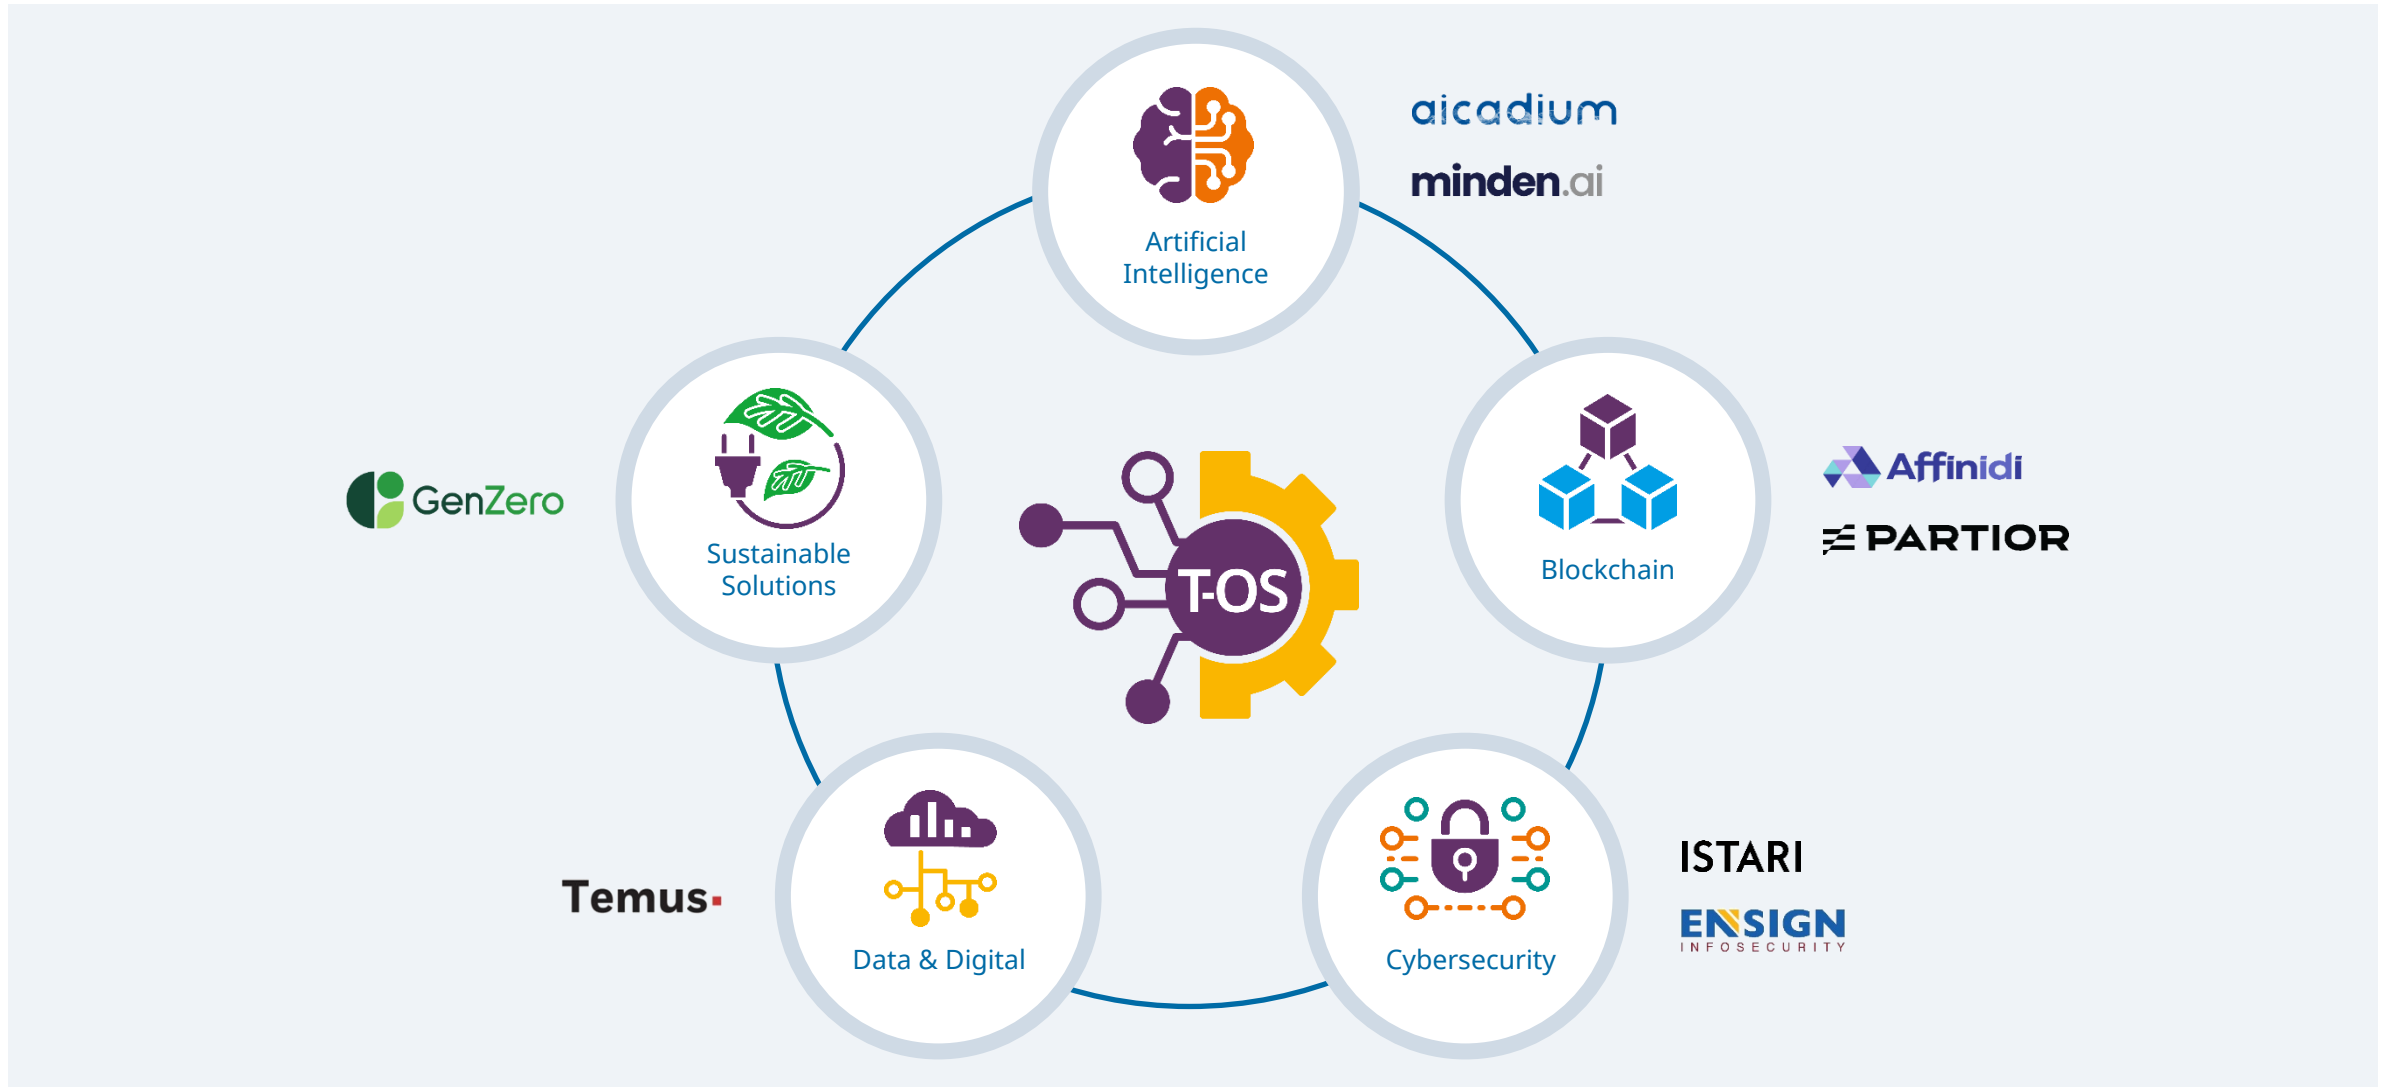 aicadium
minden.ai
Artificial
Intelligence
Sustainable
Solutions
GenZero
T-OS
Blockchain
Affinidi
PARTIOR
Temus
Data & Digital
Cybersecurity
ISTARI
ENSIGN
INFOSECURITY